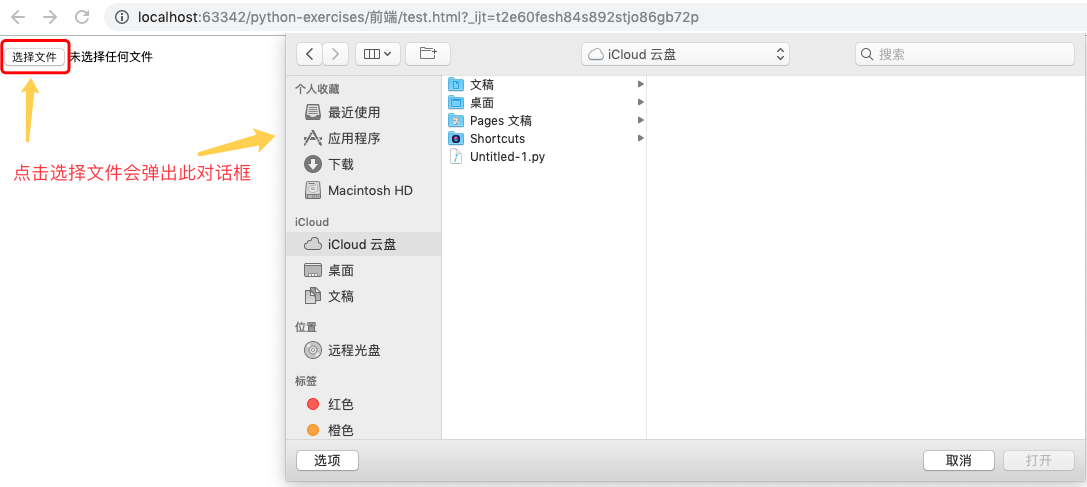 localhost:63342/python-exercises/前端/test.html?_ijt=t2e60fesh84s892stjo86gb72p
选择文件 未选择任何文件
点击选择文件会弹出此对话框
iCloud 云盘
搜索
个人收藏
最近使用
应用程序
下载
Macintosh HD
iCloud
iCloud 云盘
桌面
文稿
位置
远程光盘
标签
红色
橙色
文稿
桌面
Pages 文稿
Shortcuts
Untitled-1.py
选项
取消
打开